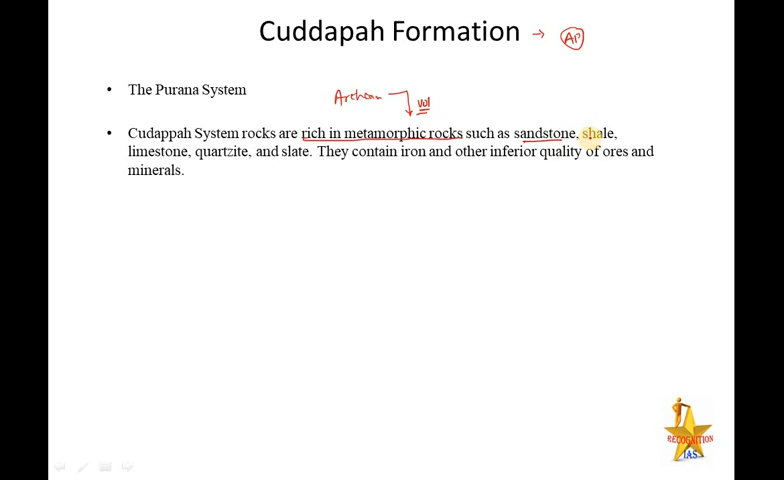 Cuddapah Formation → AP
• The Purana System
Archean
vol
• Cudappah System rocks are rich in metamorphic rocks such as sandstone, shale,
limestone, quartzite, and slate. They contain iron and other inferior quality of ores and
minerals.
RECOGNITION
IAS